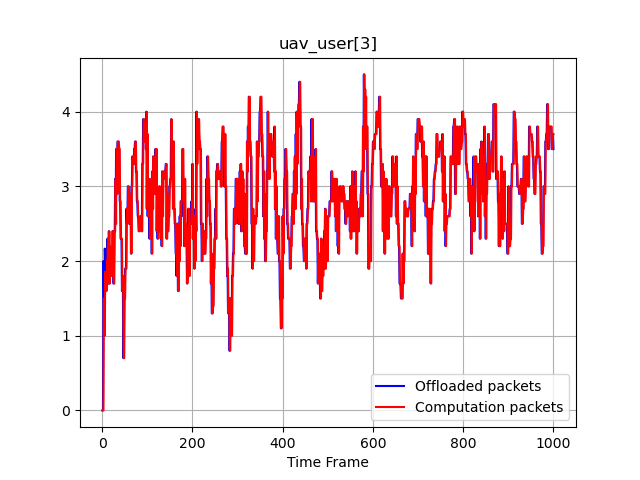 uav_user[3]
4
3
2
1
0
0 200 400 600 800 1000
Time Frame
Offloaded packets
Computation packets